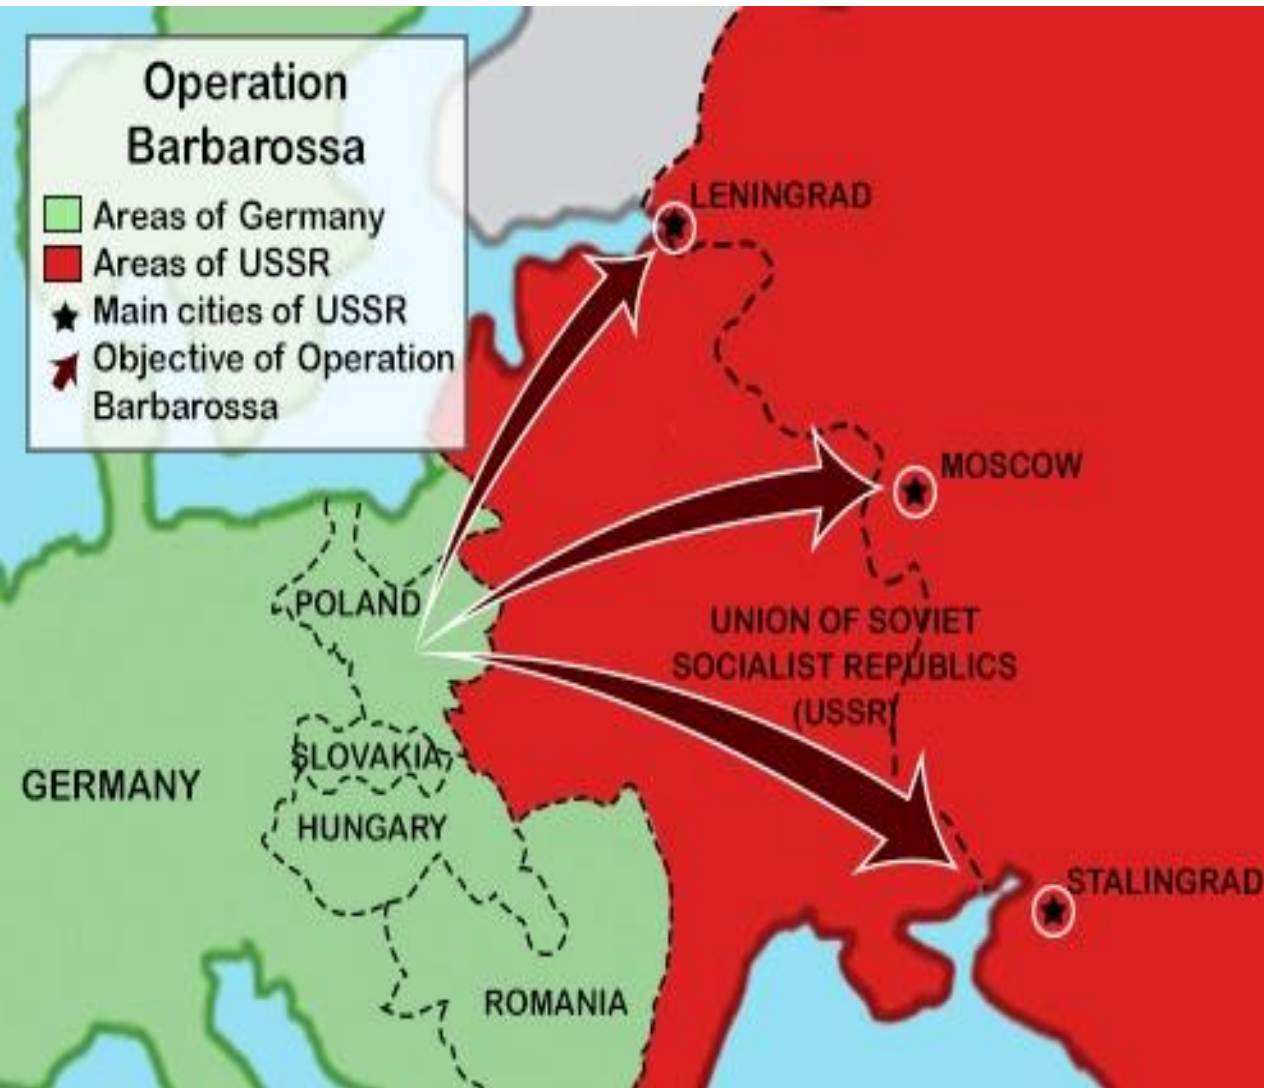 Operation
Barbarossa
Areas of Germany
Areas of USSR
Main cities of USSR
Objective of Operation
Barbarossa
LENINGRAD
MOSCOW
POLAND
UNION OF SOVIET
SOCIALIST REPUBLICS
(USSR)
SLOVAKIA
GERMANY
HUNGARY
STALINGRAD
ROMANIA